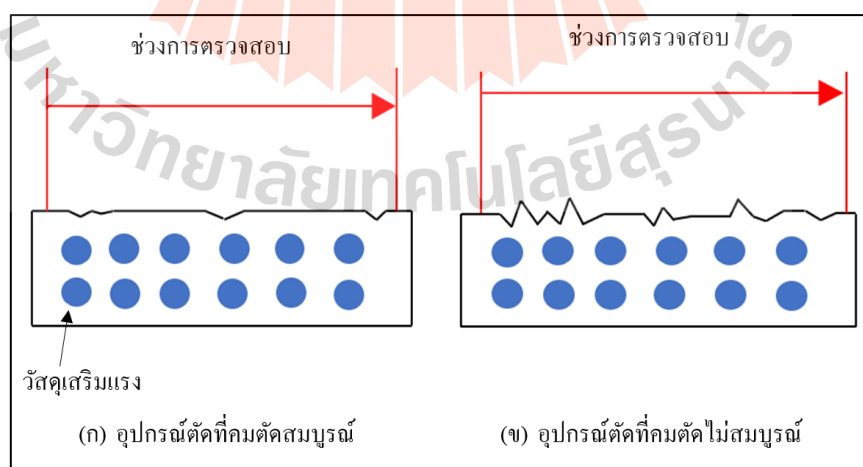 ช่วงการตรวจสอบ
ช่วงการตรวจสอบ
มหาวิทยาลัยเทคโนโลยีสุรนารี
วัสดุเสริมแรง
(ก) อุปกรณ์ตัดที่คมตัดสมบูรณ์
(ข) อุปกรณ์ตัดที่คมตัดไม่สมบูรณ์